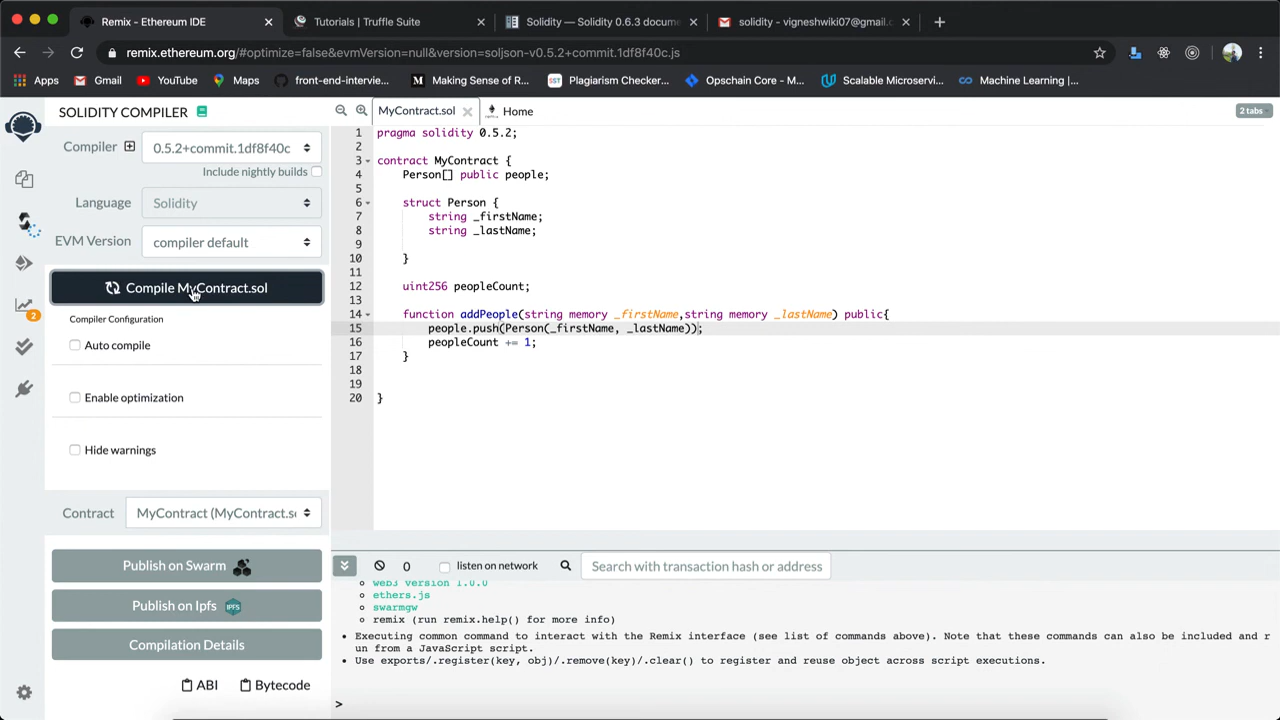 Remix - Ethereum IDE
Tutorials | Truffle Suite
Solidity — Solidity 0.6.3 docume
solidity - vigneshwiki07@gmail.c
remix.ethereum.org/#optimize=false&evmVersion=null&version=soljson-v0.5.2+commit.1df8f40c.js
Apps
Gmail
YouTube
Maps
front-end-intervie...
Making Sense of R...
Plagiarism Checker...
Opschain Core - M...
Scalable Microservi...
Machine Learning |...
SOLIDITY COMPILER
MyContract.sol
Home
2 tabs
Compiler
0.5.2+commit.1df8f40c
Include nightly builds
Language
Solidity
EVM Version
compiler default
Compile MyContract.sol
Compiler Configuration
Auto compile
Enable optimization
Hide warnings
Contract
MyContract (MyContract.so
Publish on Swarm
Publish on Ipfs
IPFS
Compilation Details
ABI
Bytecode
2
1 pragma solidity 0.5.2;
2
3 contract MyContract {
4 Person[] public people;
5
6 struct Person {
7 string _firstName;
8 string _lastName;
9
10 }
11
12 uint256 peopleCount;
13
14 function addPeople(string memory _firstName,string memory _lastName) public{
15 people.push(Person(_firstName, _lastName));
16 peopleCount += 1;
17 }
18
19
20 }
0
listen on network
Search with transaction hash or address
web3 version 1.0.0
ethers.js
swarmgw
remix (run remix.help() for more info)
Executing common command to interact with the Remix interface (see list of commands above). Note that these commands can also be included and r
un from a JavaScript script.
Use exports/.register(key, obj)/.remove(key)/.clear() to register and reuse object across script executions.
>